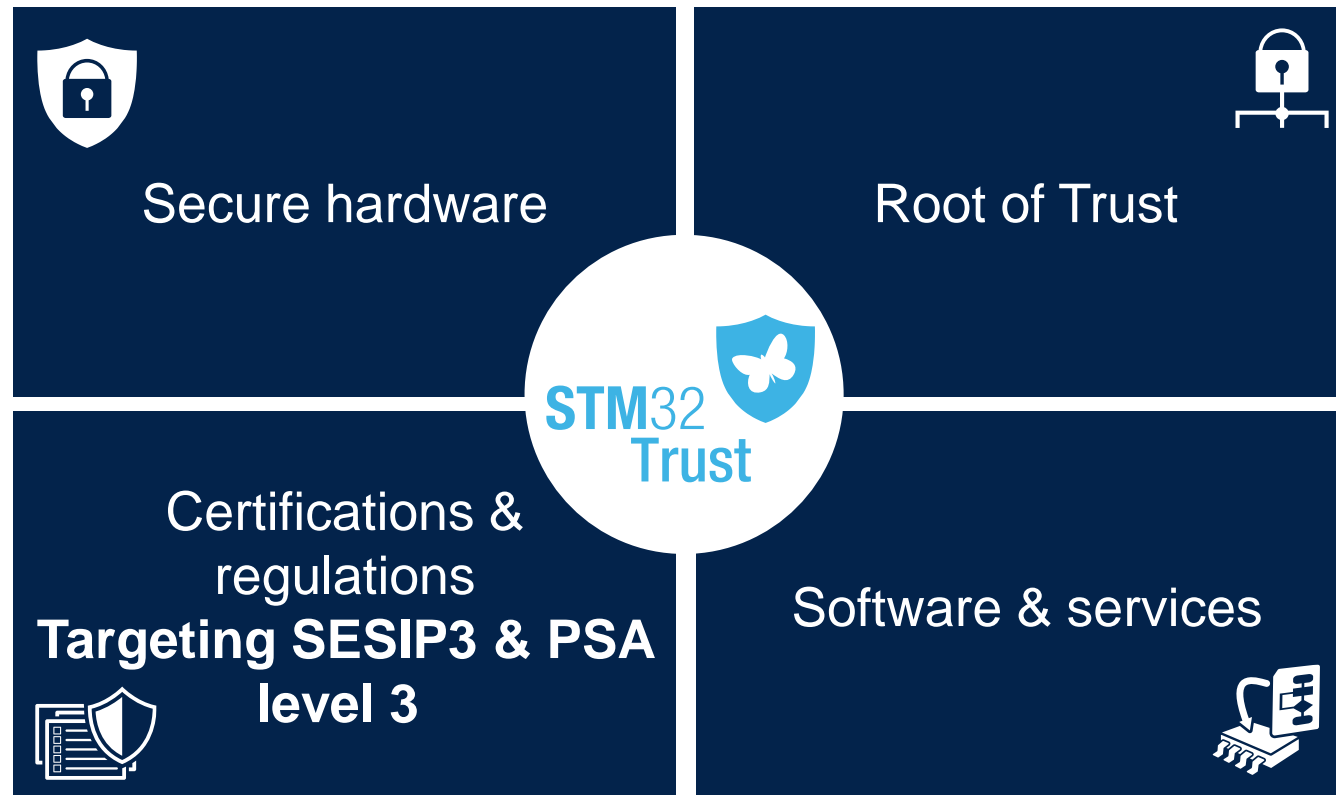 Secure hardware
Root of Trust
STM32
Trust
Certifications &
regulations
Targeting SESIP3 & PSA
level 3
Software & services